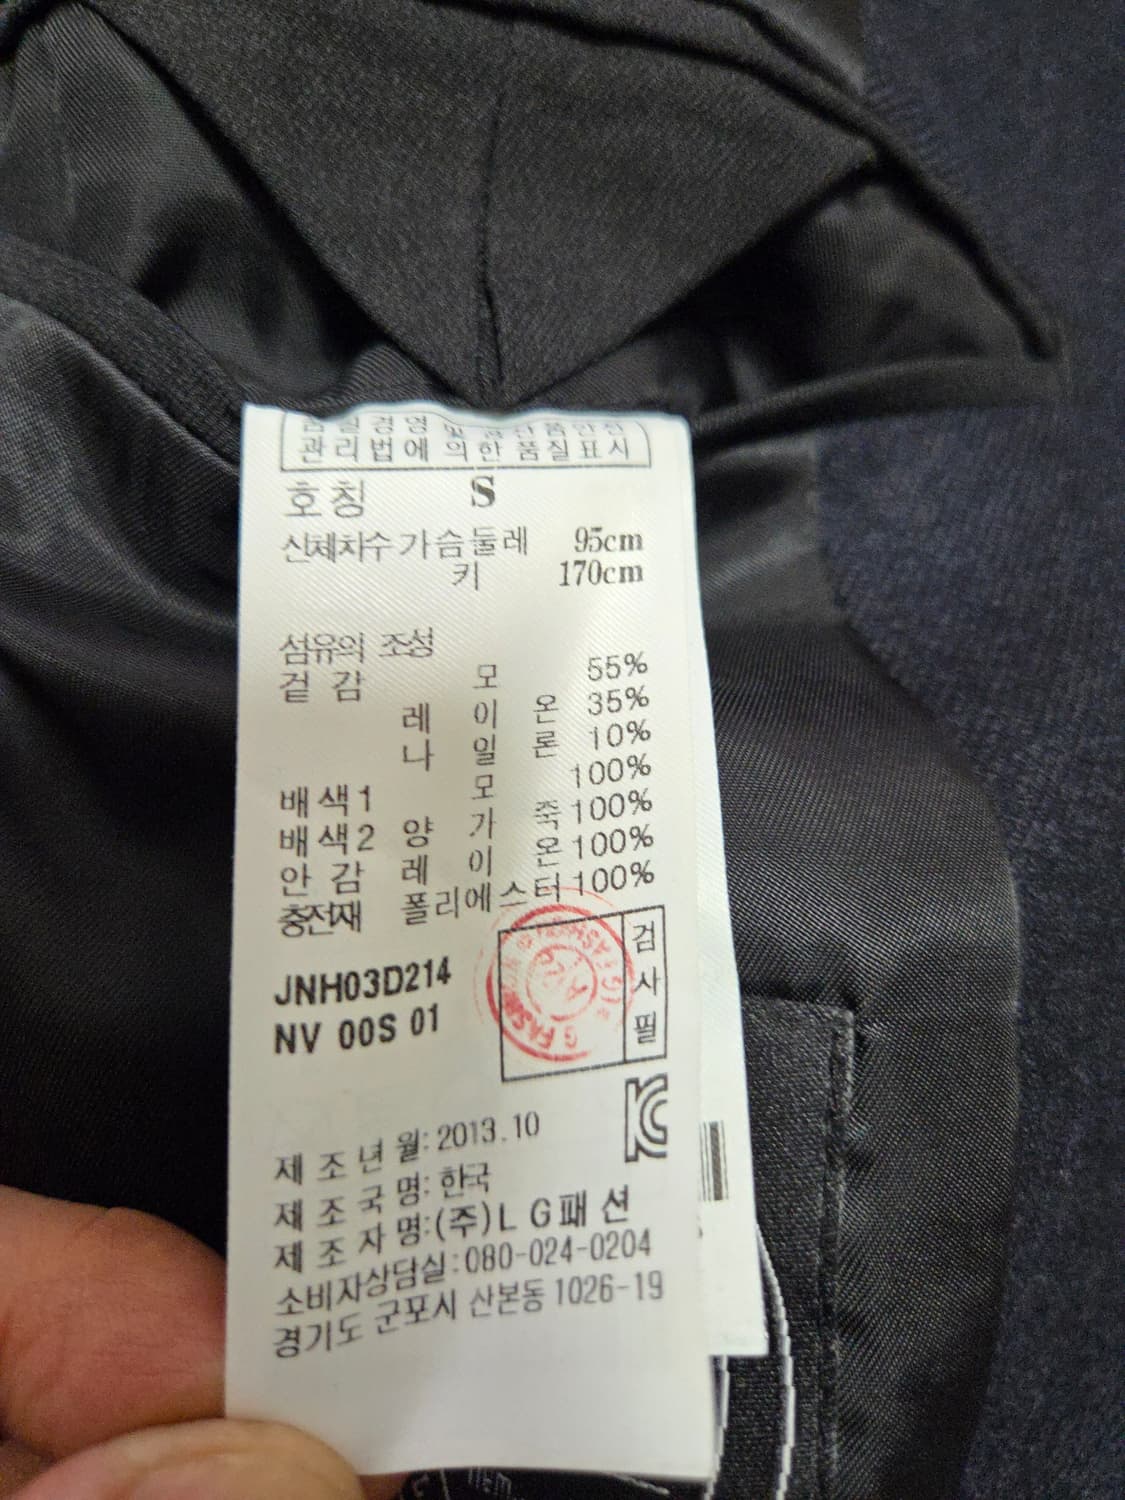 관리법에 의한 품질표시
호칭 S
신체치수 가슴둘레 95cm
키 170cm
섬유의 조성
겉 감 모 55%
레 이 온 35%
나 일 론 10%
배색1 모 100%
배색2 양 가 죽 100%
안 감 레 이 온 100%
충전재 폴리에스터 100%
검사필
JNH03D214
NV 00S 01
제 조 년 월: 2013.10
제 조 국 명: 한국
제 조 자 명:(주)L G패션
소비자상담실:080-024-0204
경기도 군포시 산본동 1026-19